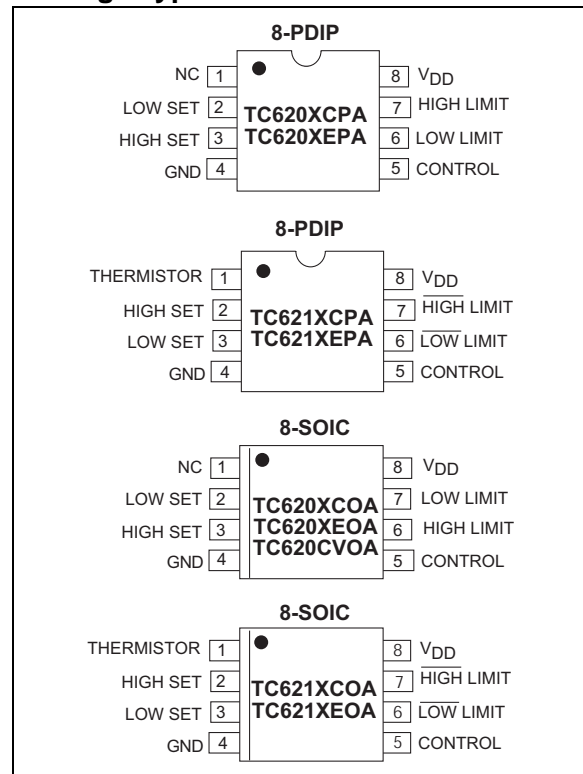 8-PDIP
NC 1 8 VDD
LOW SET 2 TC620XCPA 7 HIGH LIMIT
HIGH SET 3 TC620XEPA 6 LOW LIMIT
GND 4 5 CONTROL
8-PDIP
THERMISTOR 1 8 VDD
HIGH SET 2 TC621XCPA 7 HIGH LIMIT
LOW SET 3 TC621XEPA 6 LOW LIMIT
GND 4 5 CONTROL
8-SOIC
NC 1 8 VDD
LOW SET 2 TC620XCOA 7 LOW LIMIT
HIGH SET 3 TC620XEOA 6 HIGH LIMIT
GND 4 TC620CVOA 5 CONTROL
8-SOIC
THERMISTOR 1 8 VDD
HIGH SET 2 TC621XCOA 7 HIGH LIMIT
LOW SET 3 TC621XEOA 6 LOW LIMIT
GND 4 5 CONTROL